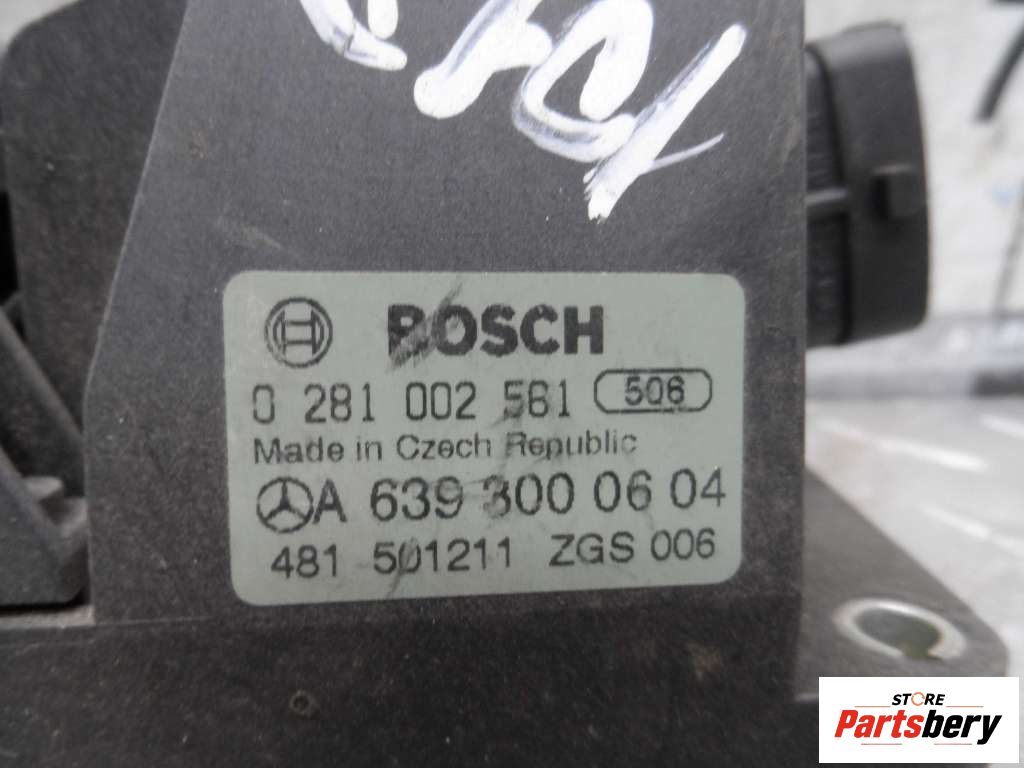 BOSCH
0 281 002 561 506
Made in Czech Republic
A 639 300 06 04
481 501211 ZGS 006
STORE
Partsbery